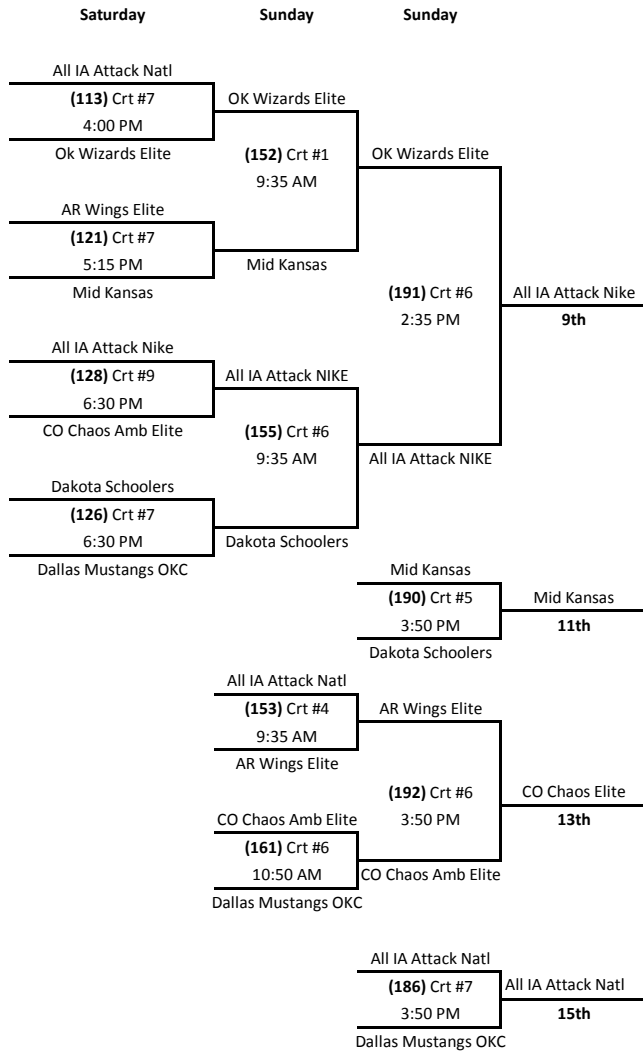 Saturday Sunday Sunday
All IA Attack Natl
(113) Crt #7 OK Wizards Elite
4:00 PM
Ok Wizards Elite (152) Crt #1 OK Wizards Elite
9:35 AM
AR Wings Elite
(121) Crt #7
5:15 PM Mid Kansas
Mid Kansas (191) Crt #6 All IA Attack Nike
2:35 PM 9th
All IA Attack Nike
(128) Crt #9 All IA Attack NIKE
6:30 PM
CO Chaos Amb Elite (155) Crt #6
9:35 AM All IA Attack NIKE
Dakota Schoolers
(126) Crt #7
6:30 PM Dakota Schoolers
Dallas Mustangs OKC Mid Kansas
(190) Crt #5 Mid Kansas
3:50 PM 11th
Dakota Schoolers
All IA Attack Natl
(153) Crt #4 AR Wings Elite
9:35 AM
AR Wings Elite
(192) Crt #6 CO Chaos Elite
CO Chaos Amb Elite 3:50 PM 13th
(161) Crt #6
10:50 AM CO Chaos Amb Elite
Dallas Mustangs OKC
All IA Attack Natl
(186) Crt #7 All IA Attack Natl
3:50 PM 15th
Dallas Mustangs OKC